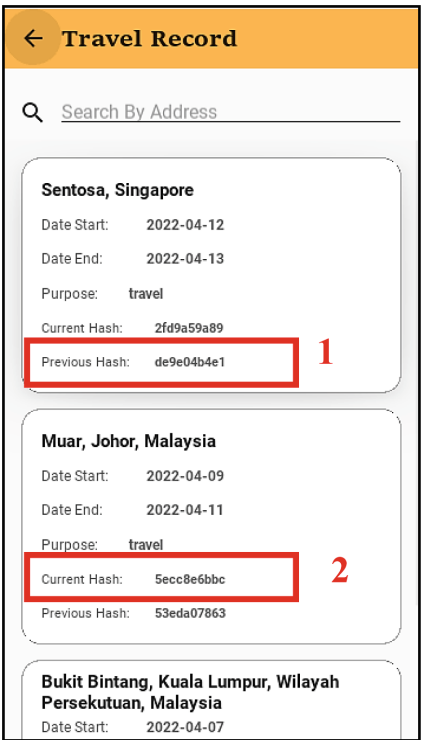 Travel Record
Search By Address
Sentosa, Singapore
Date Start: 2022-04-12
Date End: 2022-04-13
Purpose: travel
Current Hash: 2fd9a59a89
Previous Hash: de9e04b4e1
1
Muar, Johor, Malaysia
Date Start: 2022-04-09
Date End: 2022-04-11
Purpose: travel
Current Hash: 5ecc8e6bbc
2
Previous Hash: 53eda07863
Bukit Bintang, Kuala Lumpur, Wilayah
Persekutuan, Malaysia
Date Start: 2022-04-07